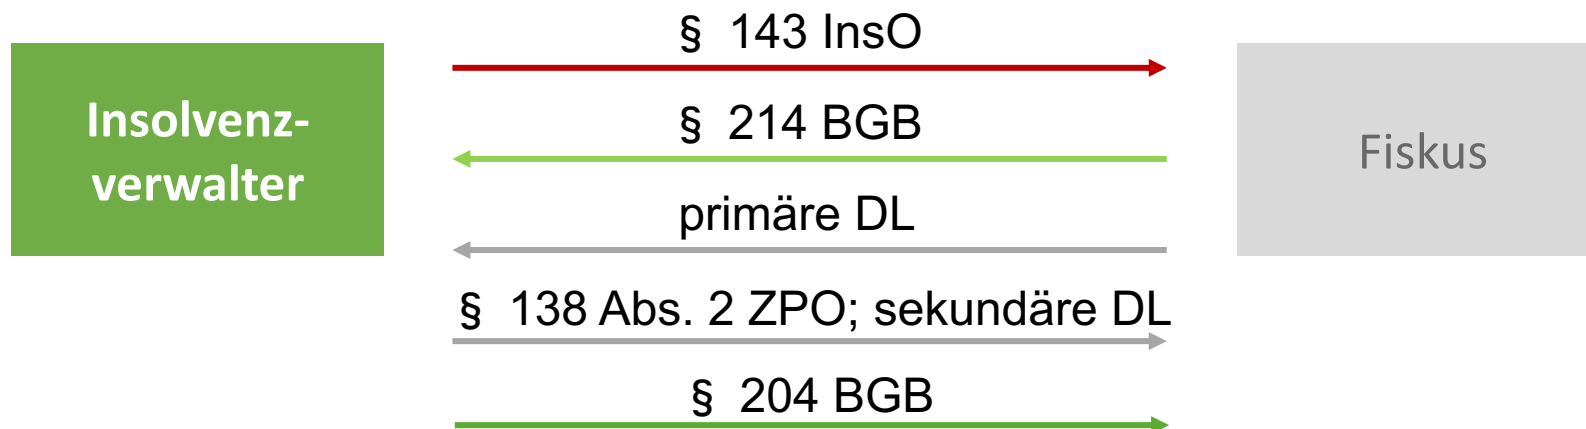 § 143 InsO
Insolvenz-
verwalter
§ 214 BGB
Fiskus
primäre DL
§ 138 Abs. 2 ZPO; sekundäre DL
§ 204 BGB